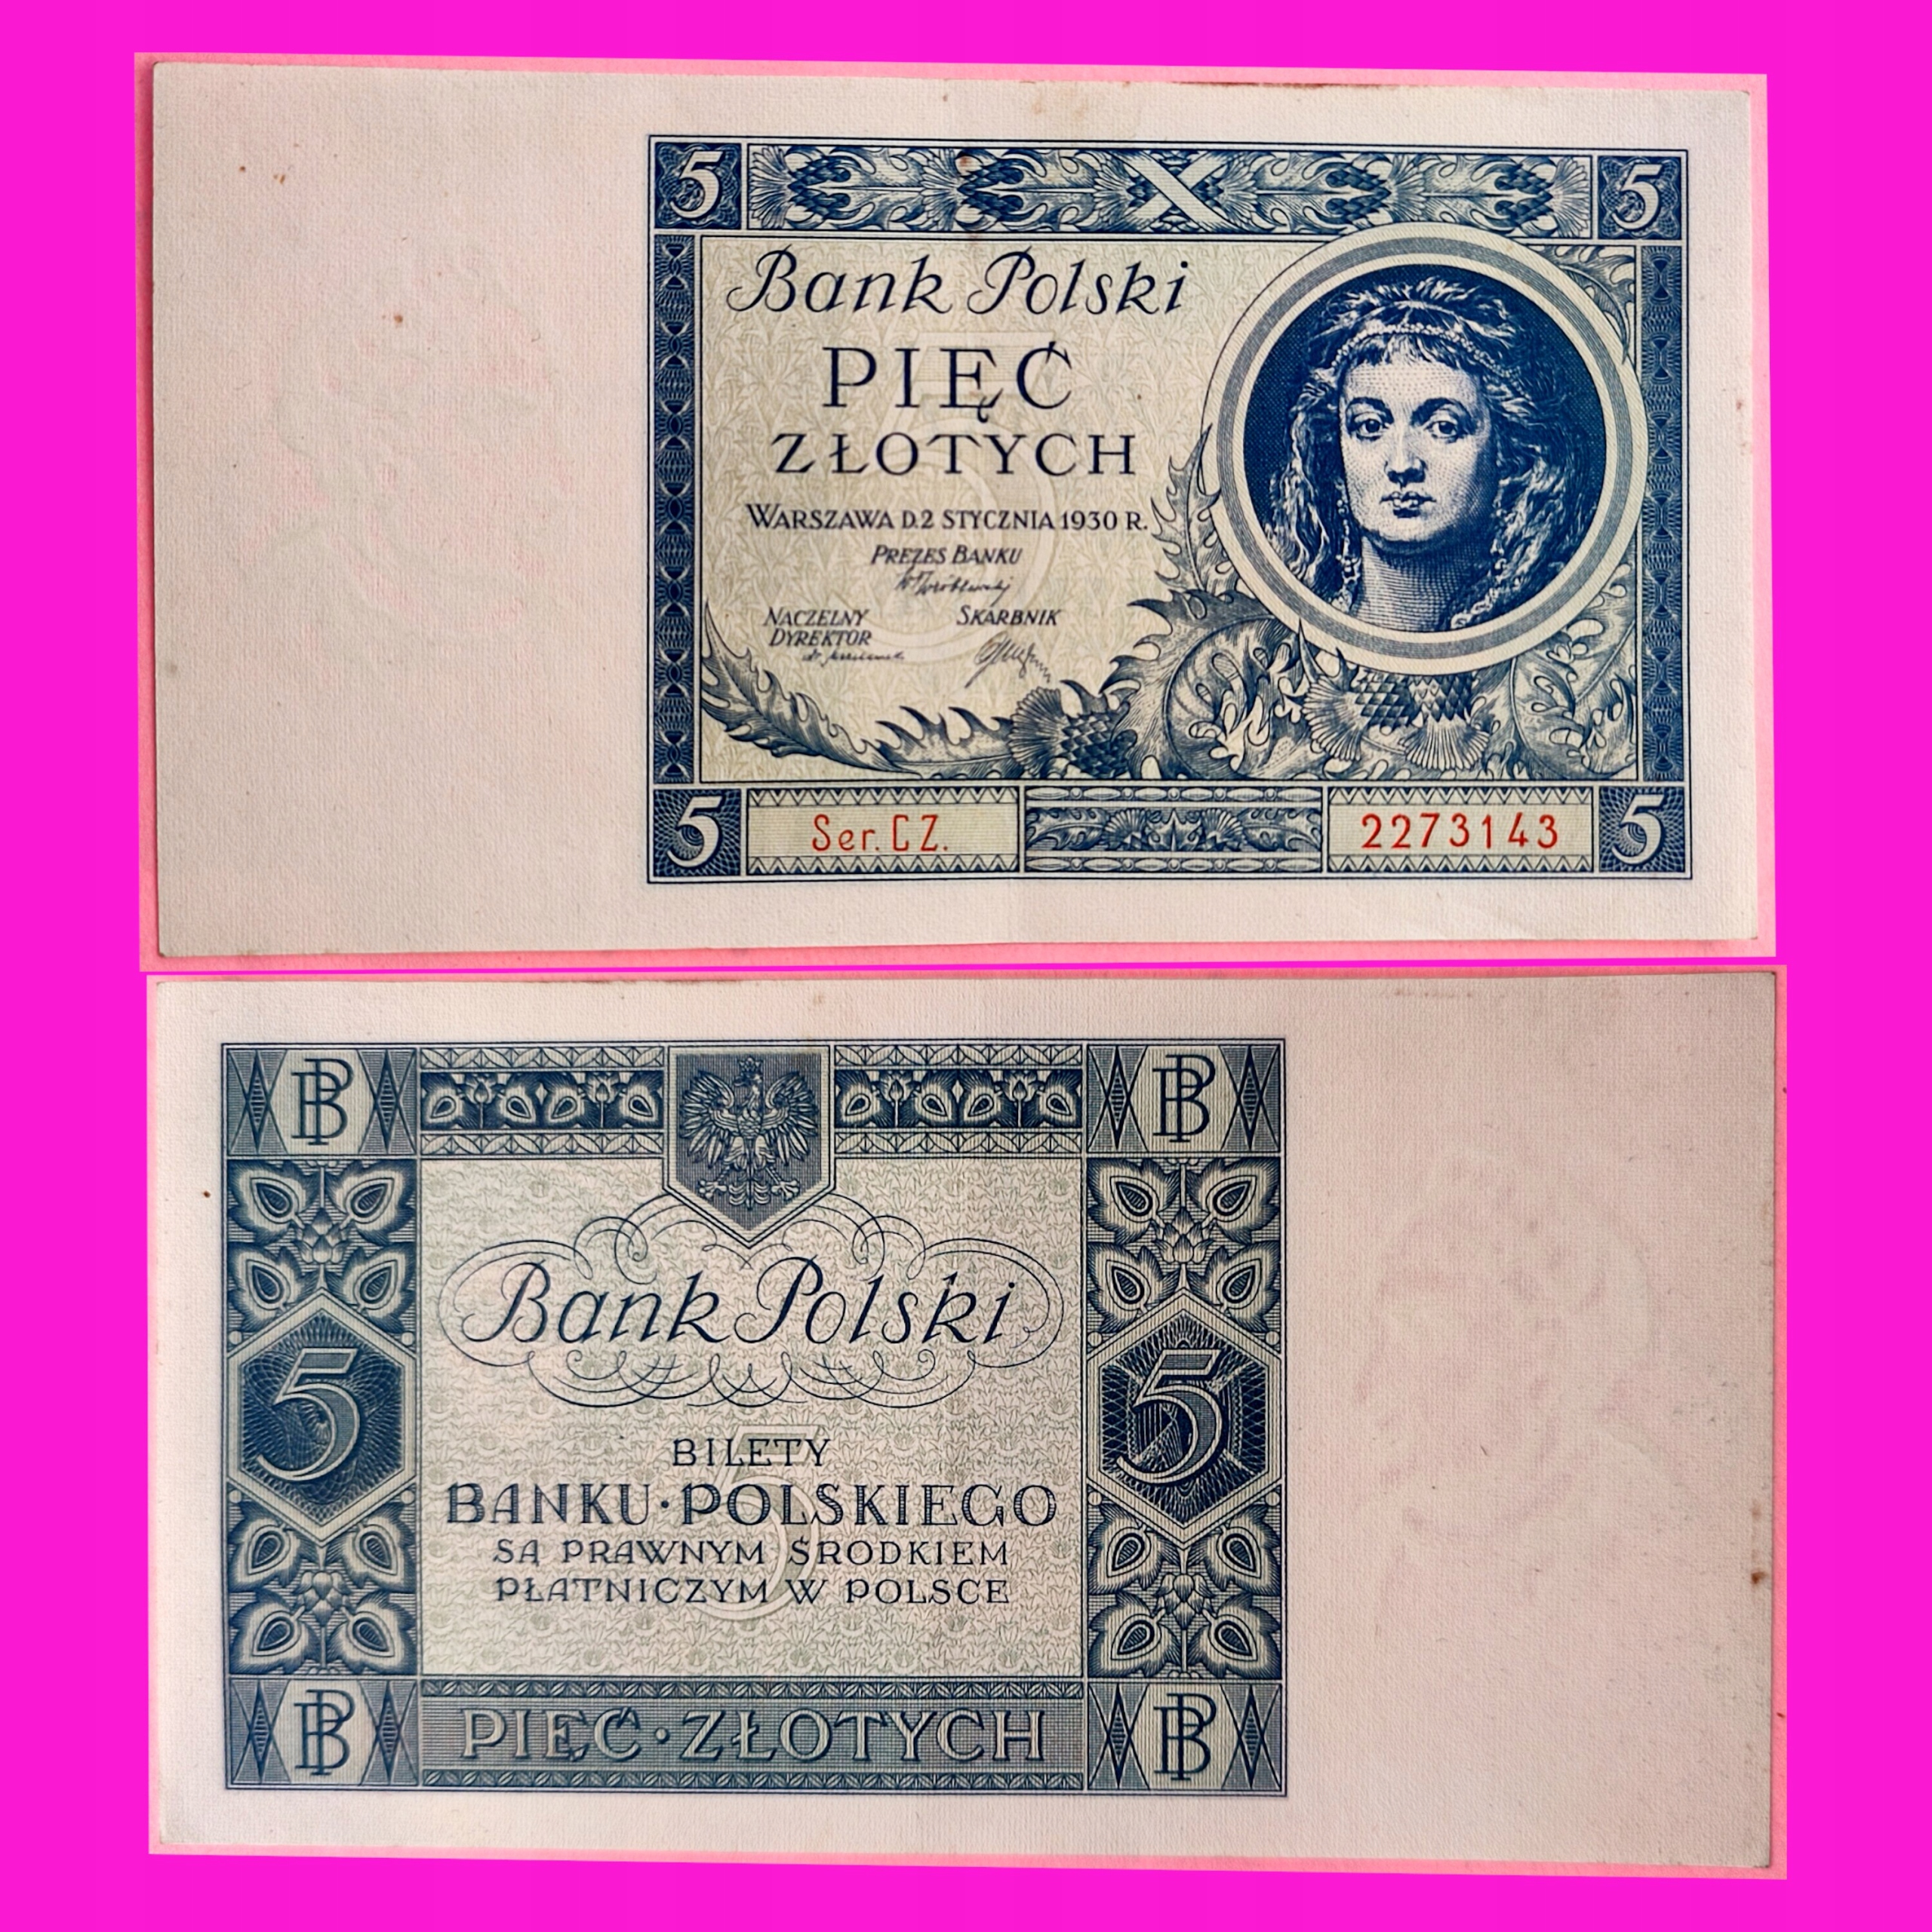 5
5
Bank Polski
PIĘĆ
ZŁOTYCH
WARSZAWA D. 2 STYCZNIA 1930 R.
PREZES BANKU
NACZELNY SKARBNIK
DYREKTOR
5 Ser. CZ. 2273143 5
BP BP
Bank Polski
5 5
BILETY
BANKU · POLSKIEGO
SĄ PRAWNYM ŚRODKIEM
PŁATNICZYM W POLSCE
BP PIĘĆ · ZŁOTYCH BP